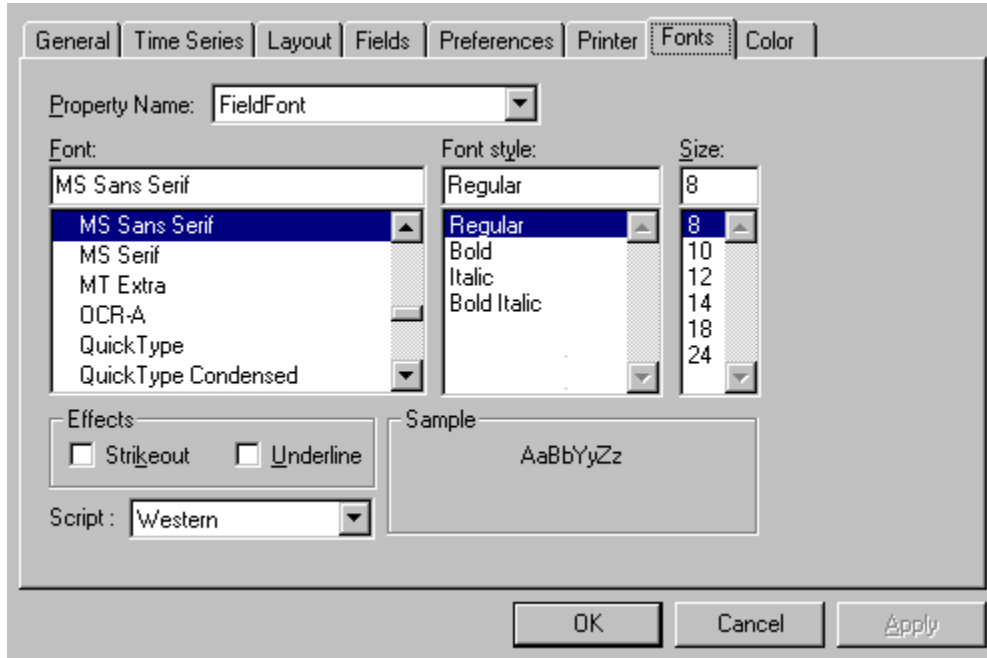 General Time Series Layout Fields Preferences Printer Fonts Color
Property Name: FieldFont
Font: Font style: Size:
MS Sans Serif Regular 8
MS Sans Serif Regular 8
MS Serif Bold 10
MT Extra Italic 12
OCR-A Bold Italic 14
QuickType 18
QuickType Condensed 24
Effects Sample
Strikeout Underline AaBbYyZz
Script : Western
OK Cancel Apply